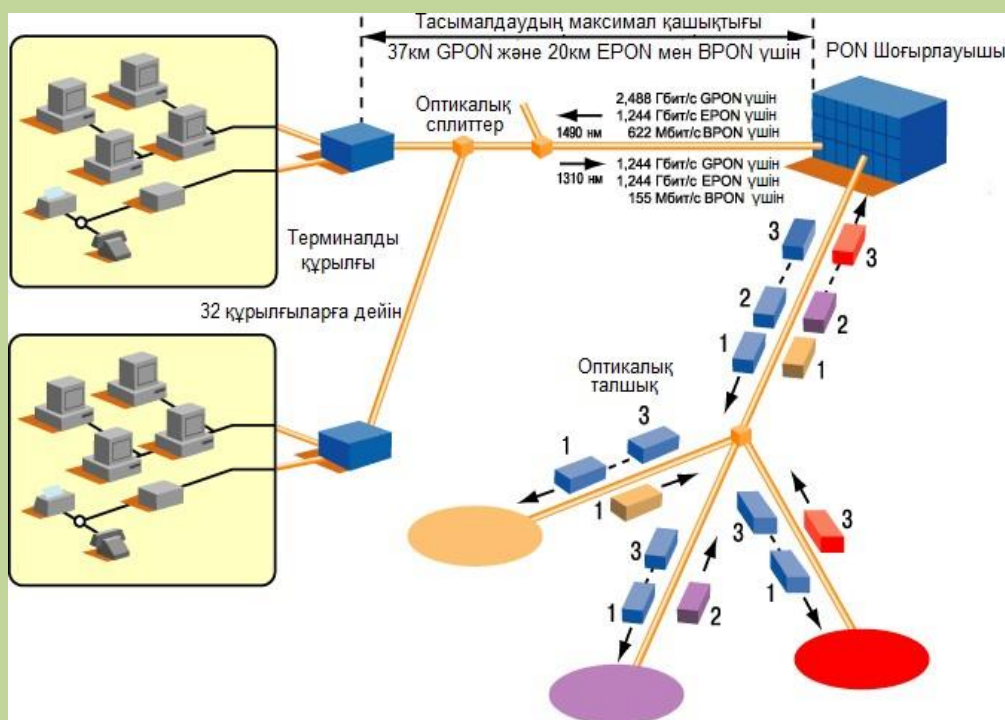 Тасымалдаудың максимал қашықтығы
37км GPON және 20км EPON мен BPON үшін
PON Шоғырлауышы
Оптикалық
сплиттер
1490 нм
2,488 Гбит/с GPON үшін
1,244 Гбит/с EPON үшін
622 Мбит/с BPON үшін
1310 нм
1,244 Гбит/с GPON үшін
1,244 Гбит/с EPON үшін
155 Мбит/с BPON үшін
Терминалды
құрылғы
32 құрылғыларға дейін
Оптикалық
талшық
3
3
2
2
1
1
3
1
1
3
1
2
3
1
3